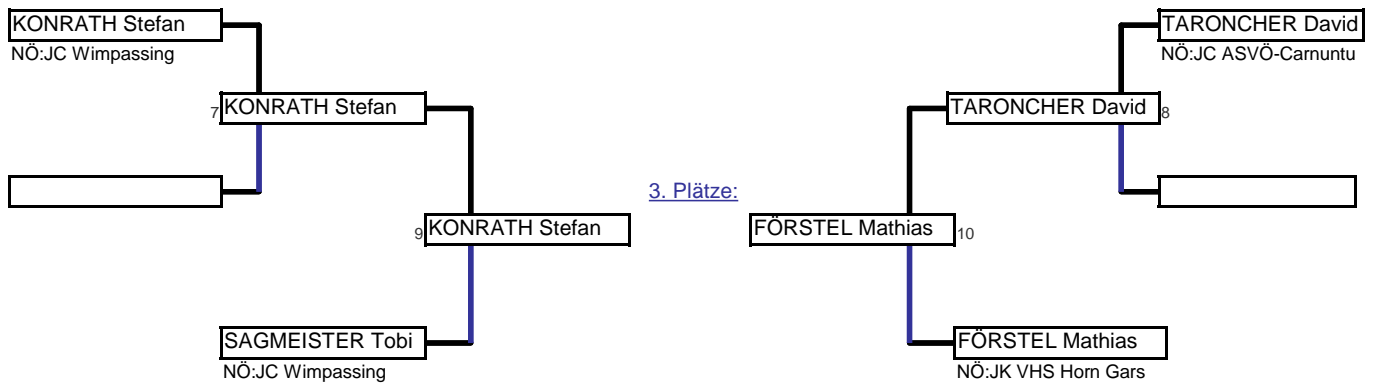 KONRATH Stefan
NÖ:JC Wimpassing
TARONCHER David
NÖ:JC ASVÖ-Carnuntu
7 KONRATH Stefan
TARONCHER David 8
3. Plätze:
9 KONRATH Stefan
FÖRSTEL Mathias 10
SAGMEISTER Tobi
NÖ:JC Wimpassing
FÖRSTEL Mathias
NÖ:JK VHS Horn Gars